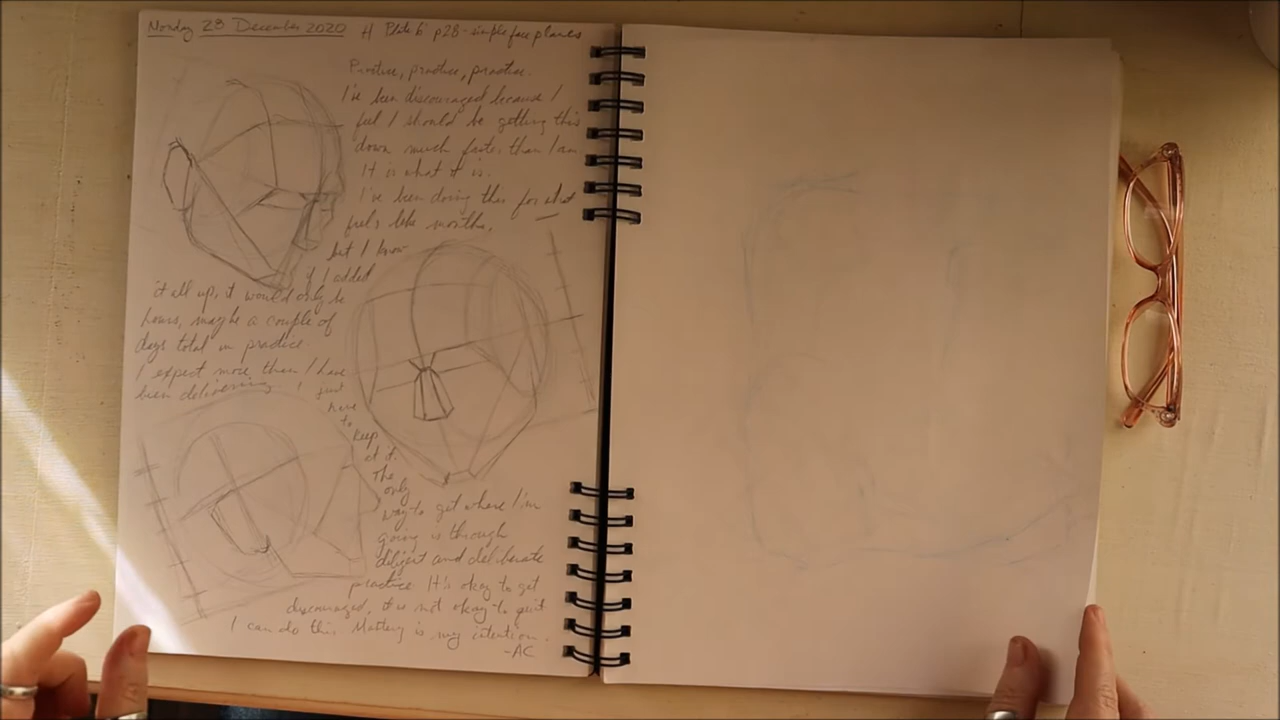 Monday 28 December 2020 H Plate 6 p28 - simple face planes
Practice, practice, practice.
I've been discouraged because I
feel I should be getting this
down much faster than I am
It is what it is.
I've been doing this for what
feels like months,
but I know
if I added
it all up, it would only be
hours, maybe a couple of
days total in practice.
I expect more than I have
been delivering I just
have
to
keep
at it.
The
only
way to get where I'm
going is through
diligent and deliberate
practice. It's okay to get
discouraged, it is not okay to quit
I can do this. Mastery is my intention.
-AC